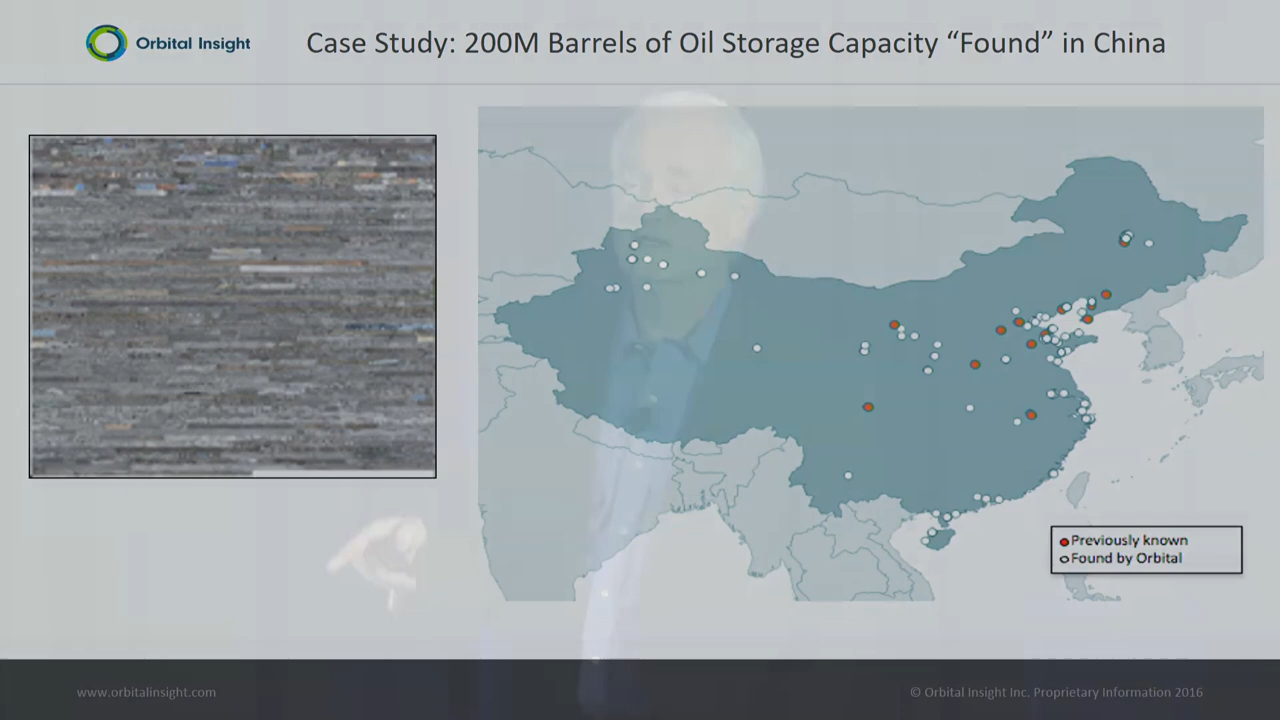 Orbital Insight
Case Study: 200M Barrels of Oil Storage Capacity “Found” in China
Previously known
Found by Orbital
www.orbitalinsight.com
© Orbital Insight Inc. Proprietary Information 2016